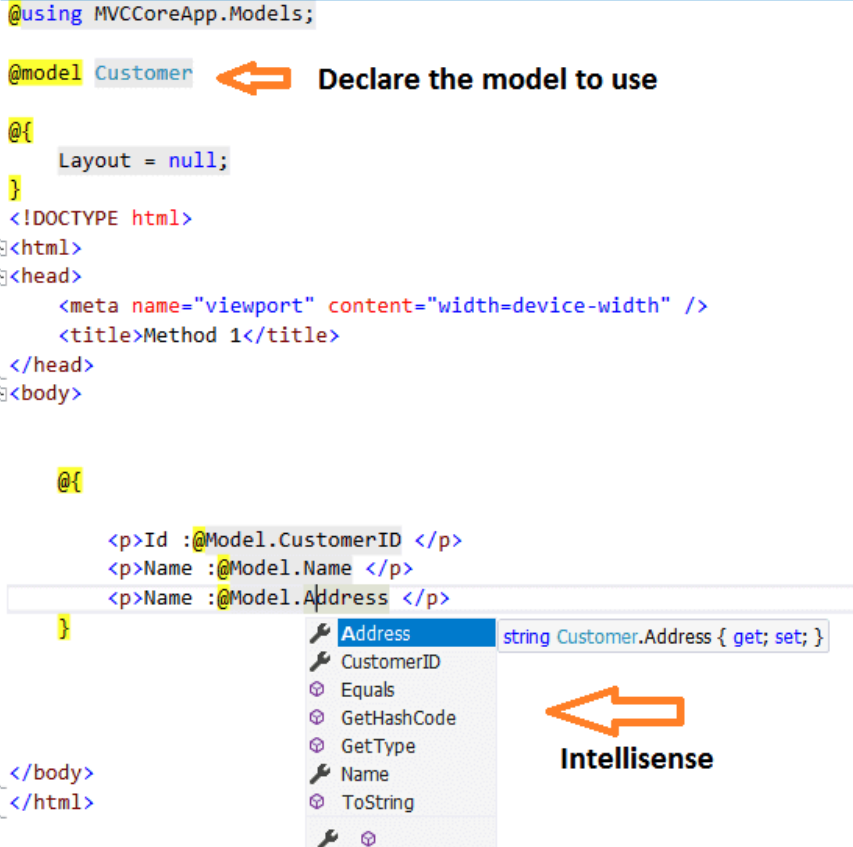 @using MVCCoreApp.Models;
@model Customer
Declare the model to use
@{
Layout = null;
}
<!DOCTYPE html>
<html>
<head>
<meta name="viewport" content="width=device-width" />
<title>Method 1</title>
</head>
<body>
@{
<p>Id :@Model.CustomerID </p>
<p>Name :@Model.Name </p>
<p>Name :@Model.Address </p>
}
Address
string Customer.Address { get; set; }
CustomerID
Equals
GetHashCode
GetType
Intellisense
Name
ToString
</body>
</html>